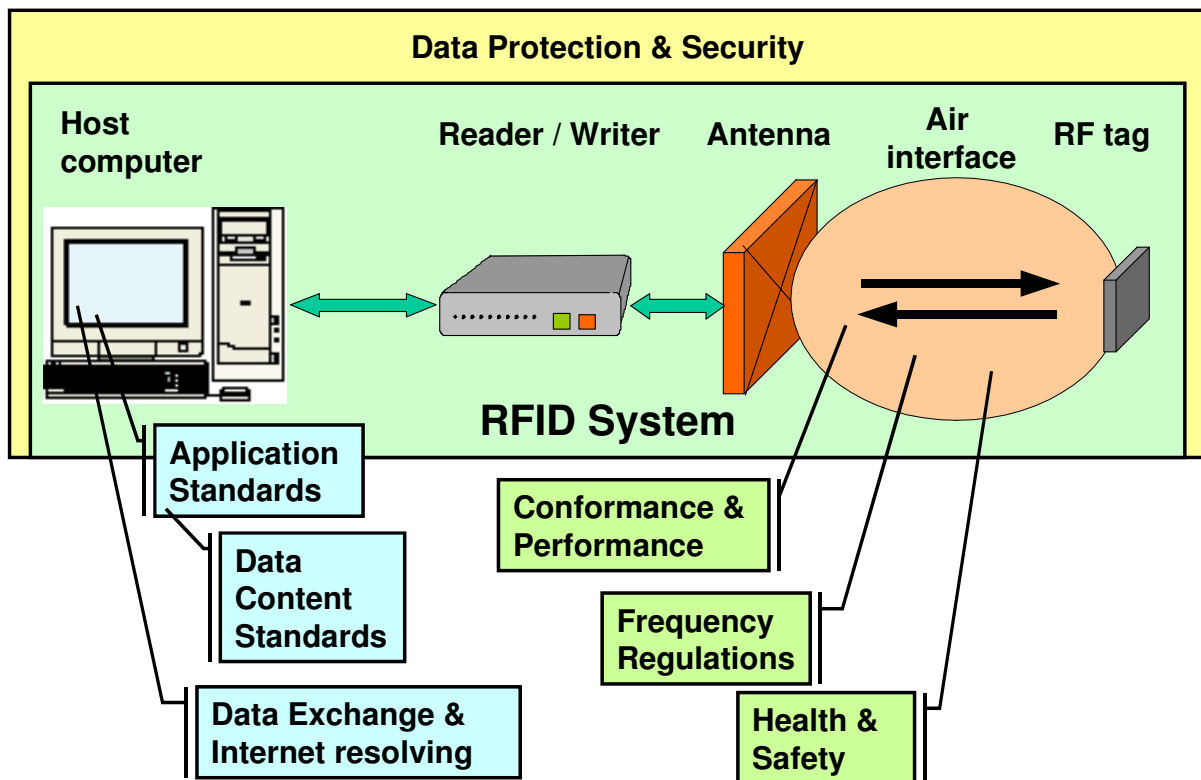 Data Protection & Security
Host
computer
Reader / Writer
Antenna
Air
interface
RF tag
RFID System
Application
Standards
Data
Content
Standards
Data Exchange &
Internet resolving
Conformance &
Performance
Frequency
Regulations
Health &
Safety